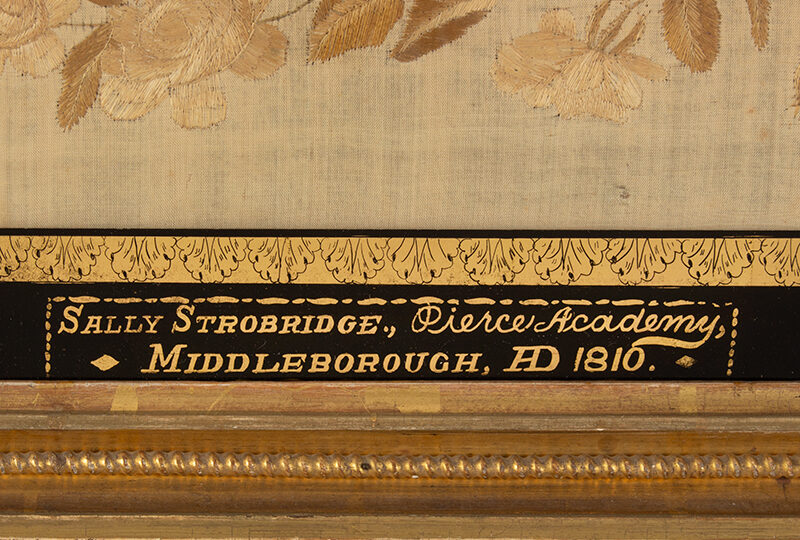 Sally Strobridge., Pierce Academy,
Middleborough, AD 1810.